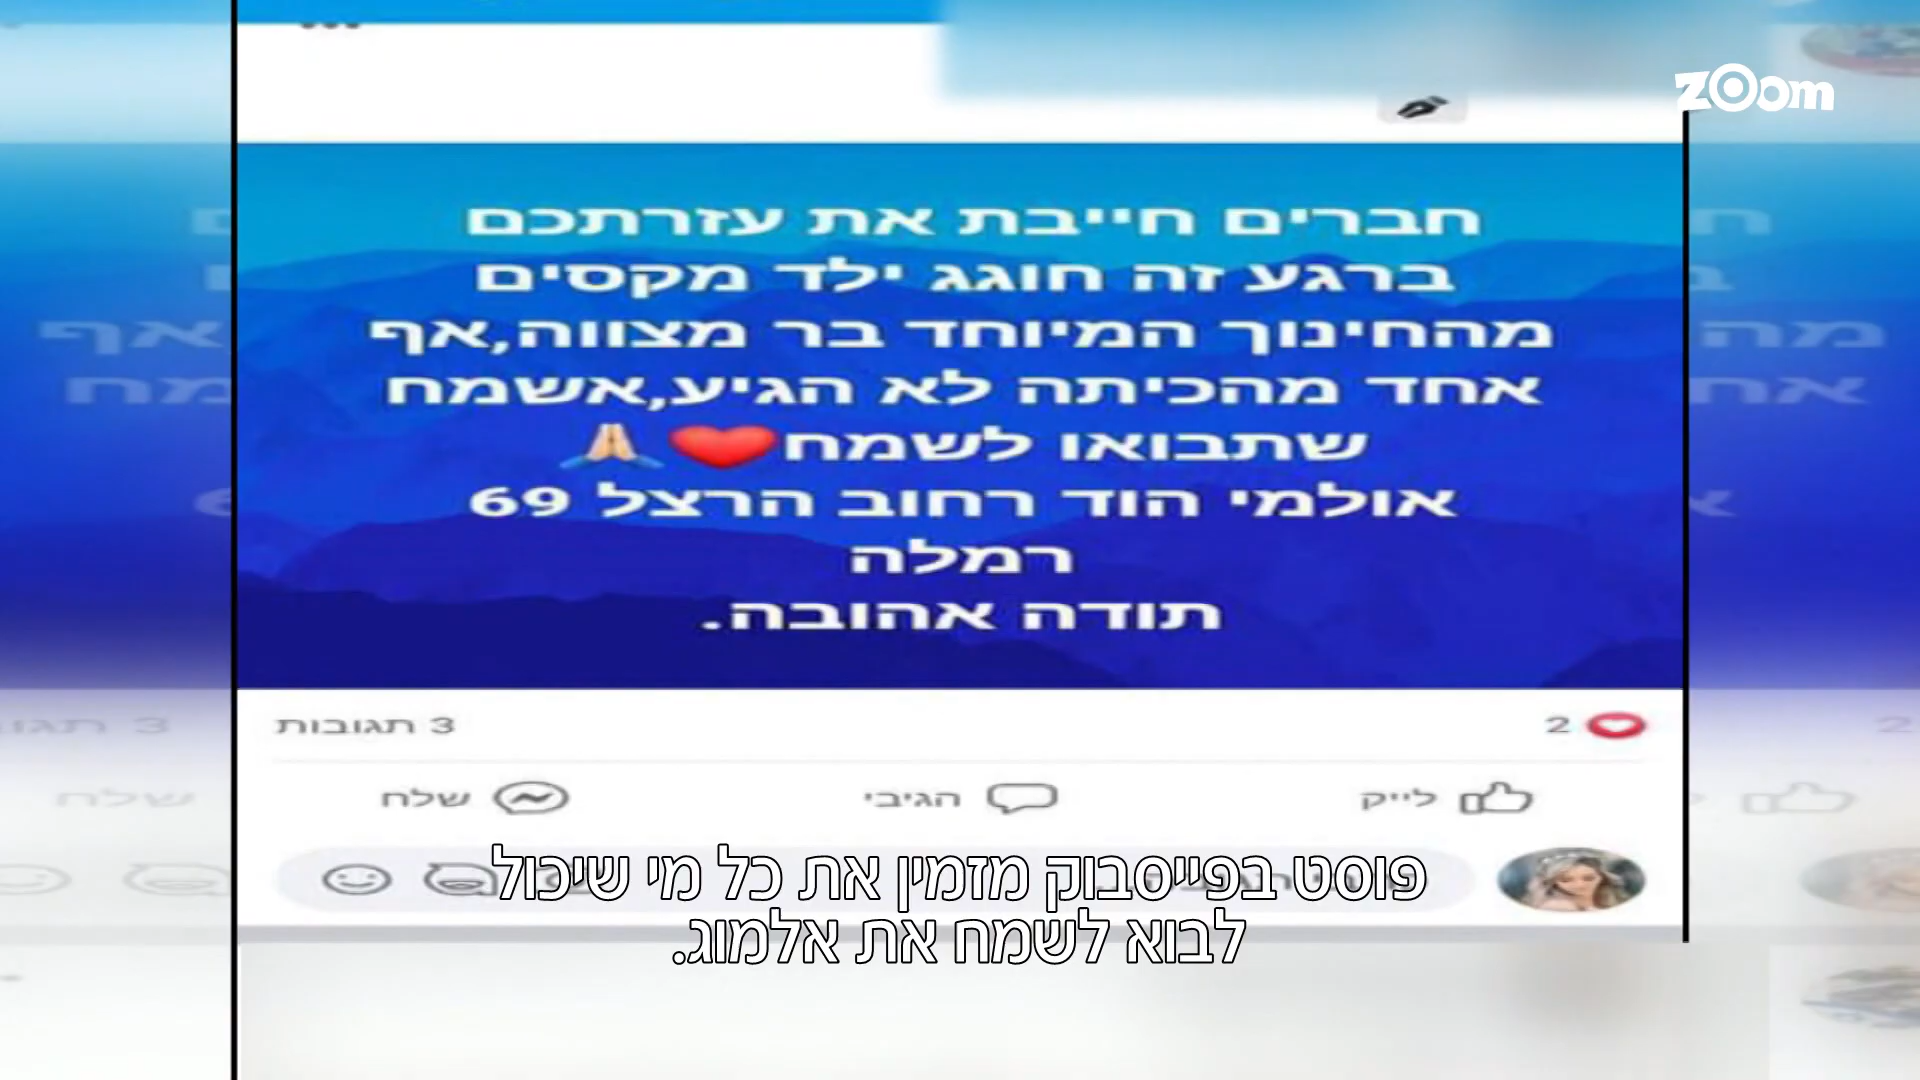 zoom
חברים חייבת את עזרתכם
ברגע זה חוגג ילד מקסים
מהחינוך המיוחד בר מצווה,אף
אחד מהכיתה לא הגיע,אשמח
שתבואו לשמח❤️🙏🏼
אולמי הוד רחוב הרצל 69
רמלה
תודה אהובה.
2
3 תגובות
לייק
הגיבי
שלח
פוסט בפייסבוק מזמין את כל מי שיכול
לבוא לשמח את אלמוג.